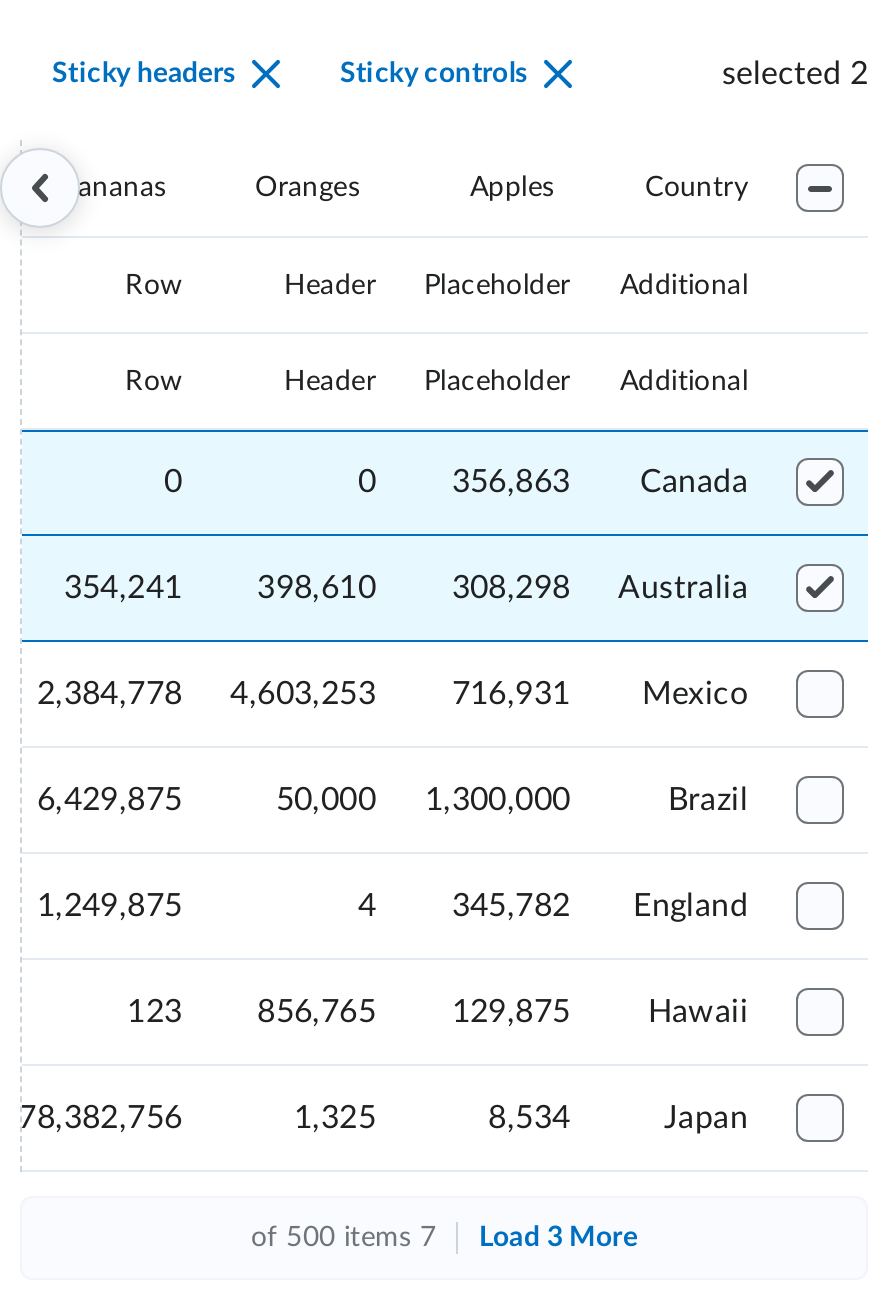 Sticky headers Sticky controls selected 2
ananas Oranges Apples Country
Row Header Placeholder Additional
Row Header Placeholder Additional
0 0 356,863 Canada
354,241 398,610 308,298 Australia
2,384,778 4,603,253 716,931 Mexico
6,429,875 50,000 1,300,000 Brazil
1,249,875 4 345,782 England
123 856,765 129,875 Hawaii
78,382,756 1,325 8,534 Japan
of 500 items 7 Load 3 More